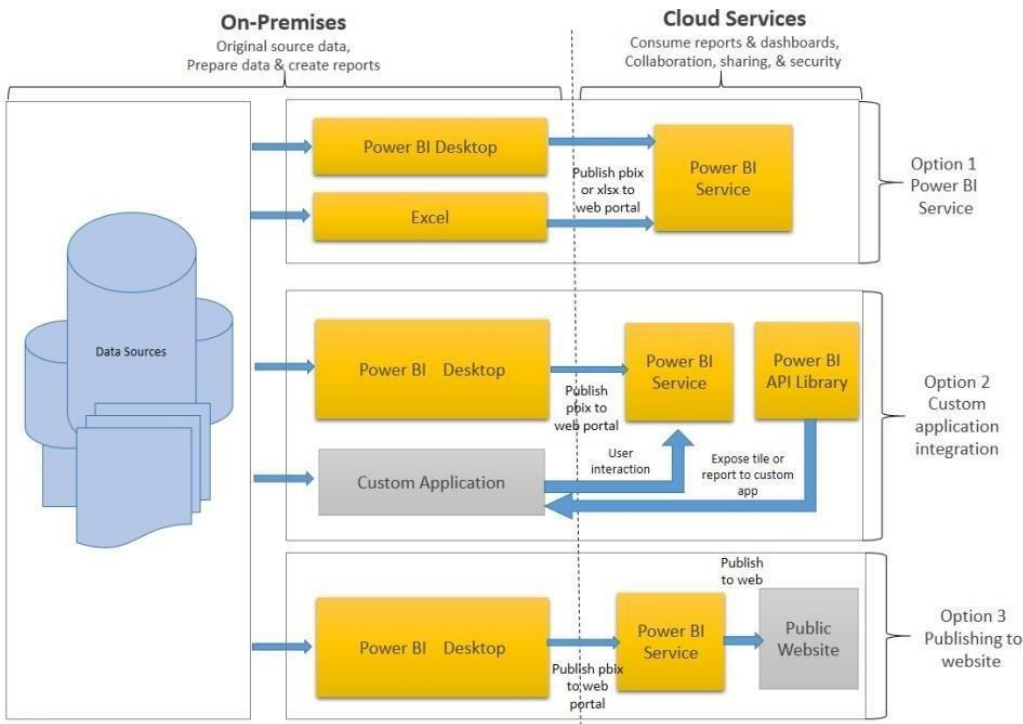 On-Premises
Original source data,
Prepare data & create reports
Cloud Services
Consume reports & dashboards,
Collaboration, sharing, & security
Data Sources
Power BI Desktop
Excel
Publish pbix
or xlsx to
web portal
Power BI
Service
Option 1
Power BI
Service
Power BI Desktop
Publish
pbix to
web portal
Power BI
Service
Power BI
API Library
Custom Application
User
interaction
Expose tile or
report to custom
app
Option 2
Custom
application
integration
Power BI Desktop
Publish pbix
to web
portal
Power BI
Service
Publish
to web
Public
Website
Option 3
Publishing to
website